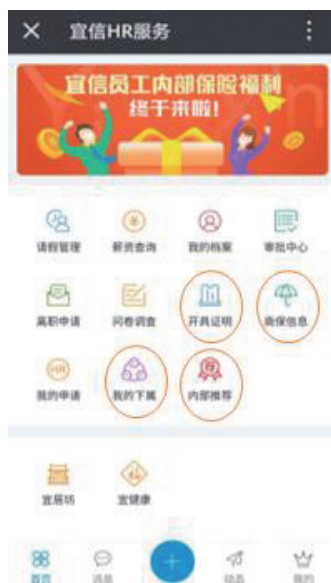 宜信HR服务
宜信员工内部保险福利
终于来啦!
请假管理 薪资查询 我的档案 审批中心
离职申请 问卷调查 开具证明 商保信息
HR
我的申请 我的下属 内部推荐
宜居坊 宜健康
首页 消息 动态 我的